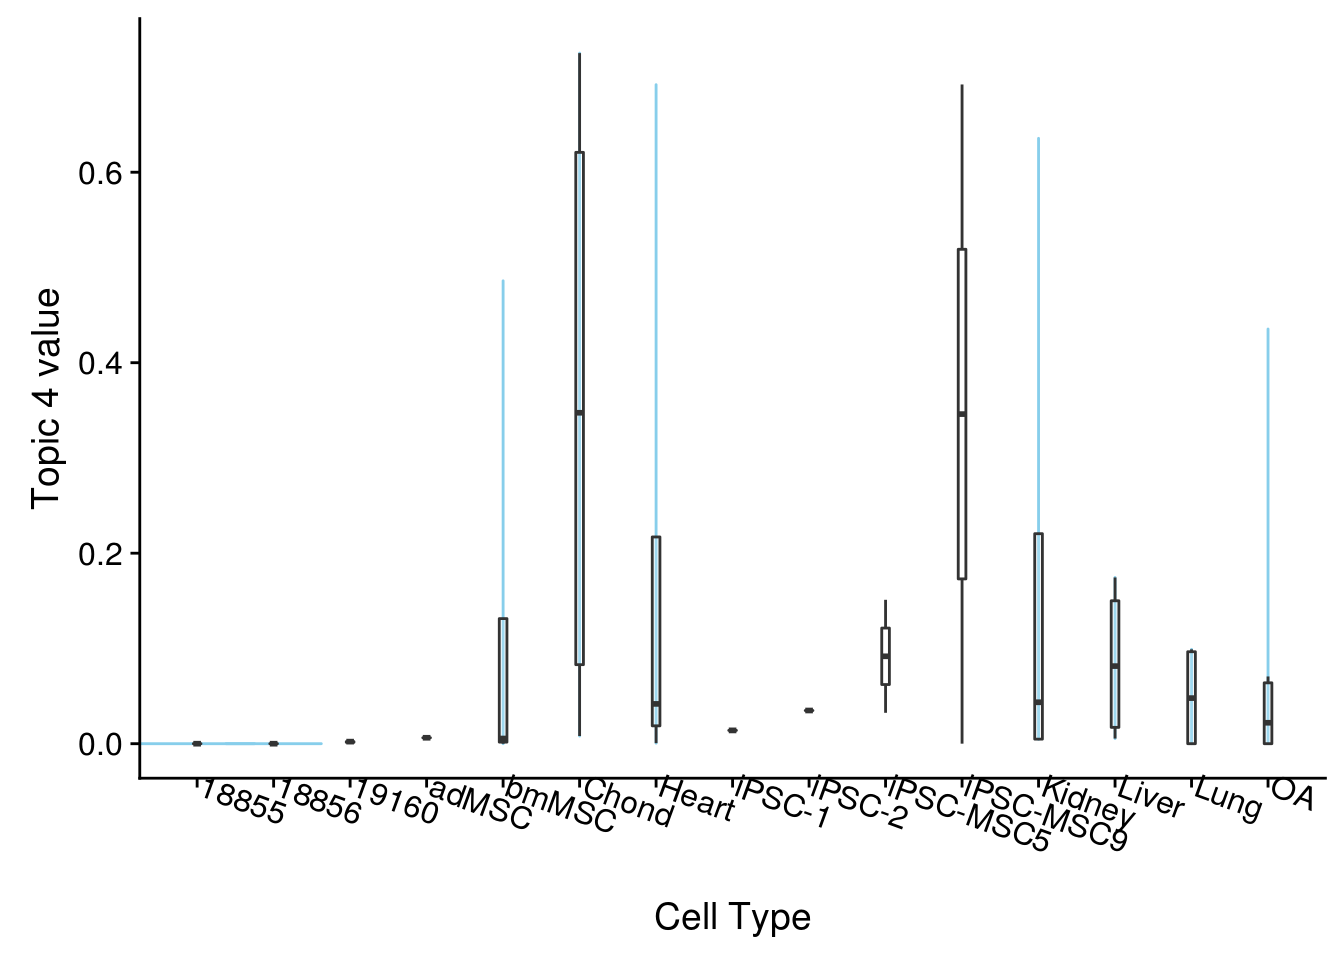 0.6
0.4
0.2
0.0
Topic 4 value
18855
18856
19160
adMSC
bmMSC
Chond
Heart
iPSC-1
iPSC-2
iPSC-MSC5
iPSC-MSC9
Kidney
Liver
Lung
OA
Cell Type